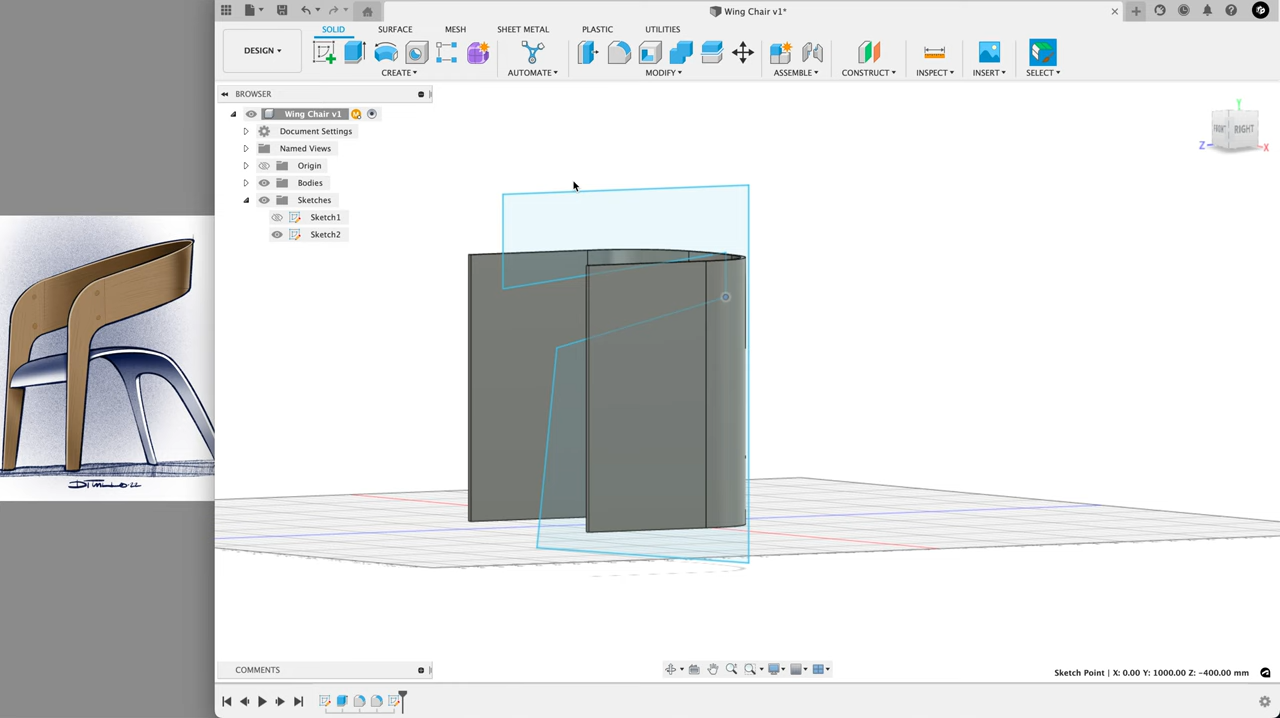 Wing Chair v1*
DESIGN
SOLID
SURFACE
MESH
SHEET METAL
PLASTIC
UTILITIES
CREATE
AUTOMATE
MODIFY
ASSEMBLE
CONSTRUCT
INSPECT
INSERT
SELECT
BROWSER
Wing Chair v1
Document Settings
Named Views
Origin
Bodies
Sketches
Sketch1
Sketch2
Y
FRONT
RIGHT
Z
X
COMMENTS
Sketch Point | X: 0.00 Y: 1000.00 Z: -400.00 mm